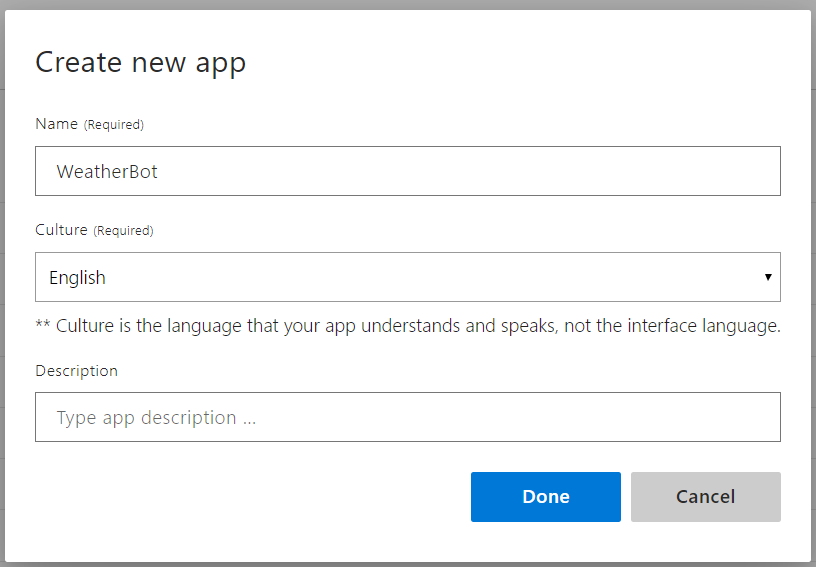 Create new app
Name (Required)
WeatherBot
Culture (Required)
English
** Culture is the language that your app understands and speaks, not the interface language.
Description
Type app description ...
Done Cancel